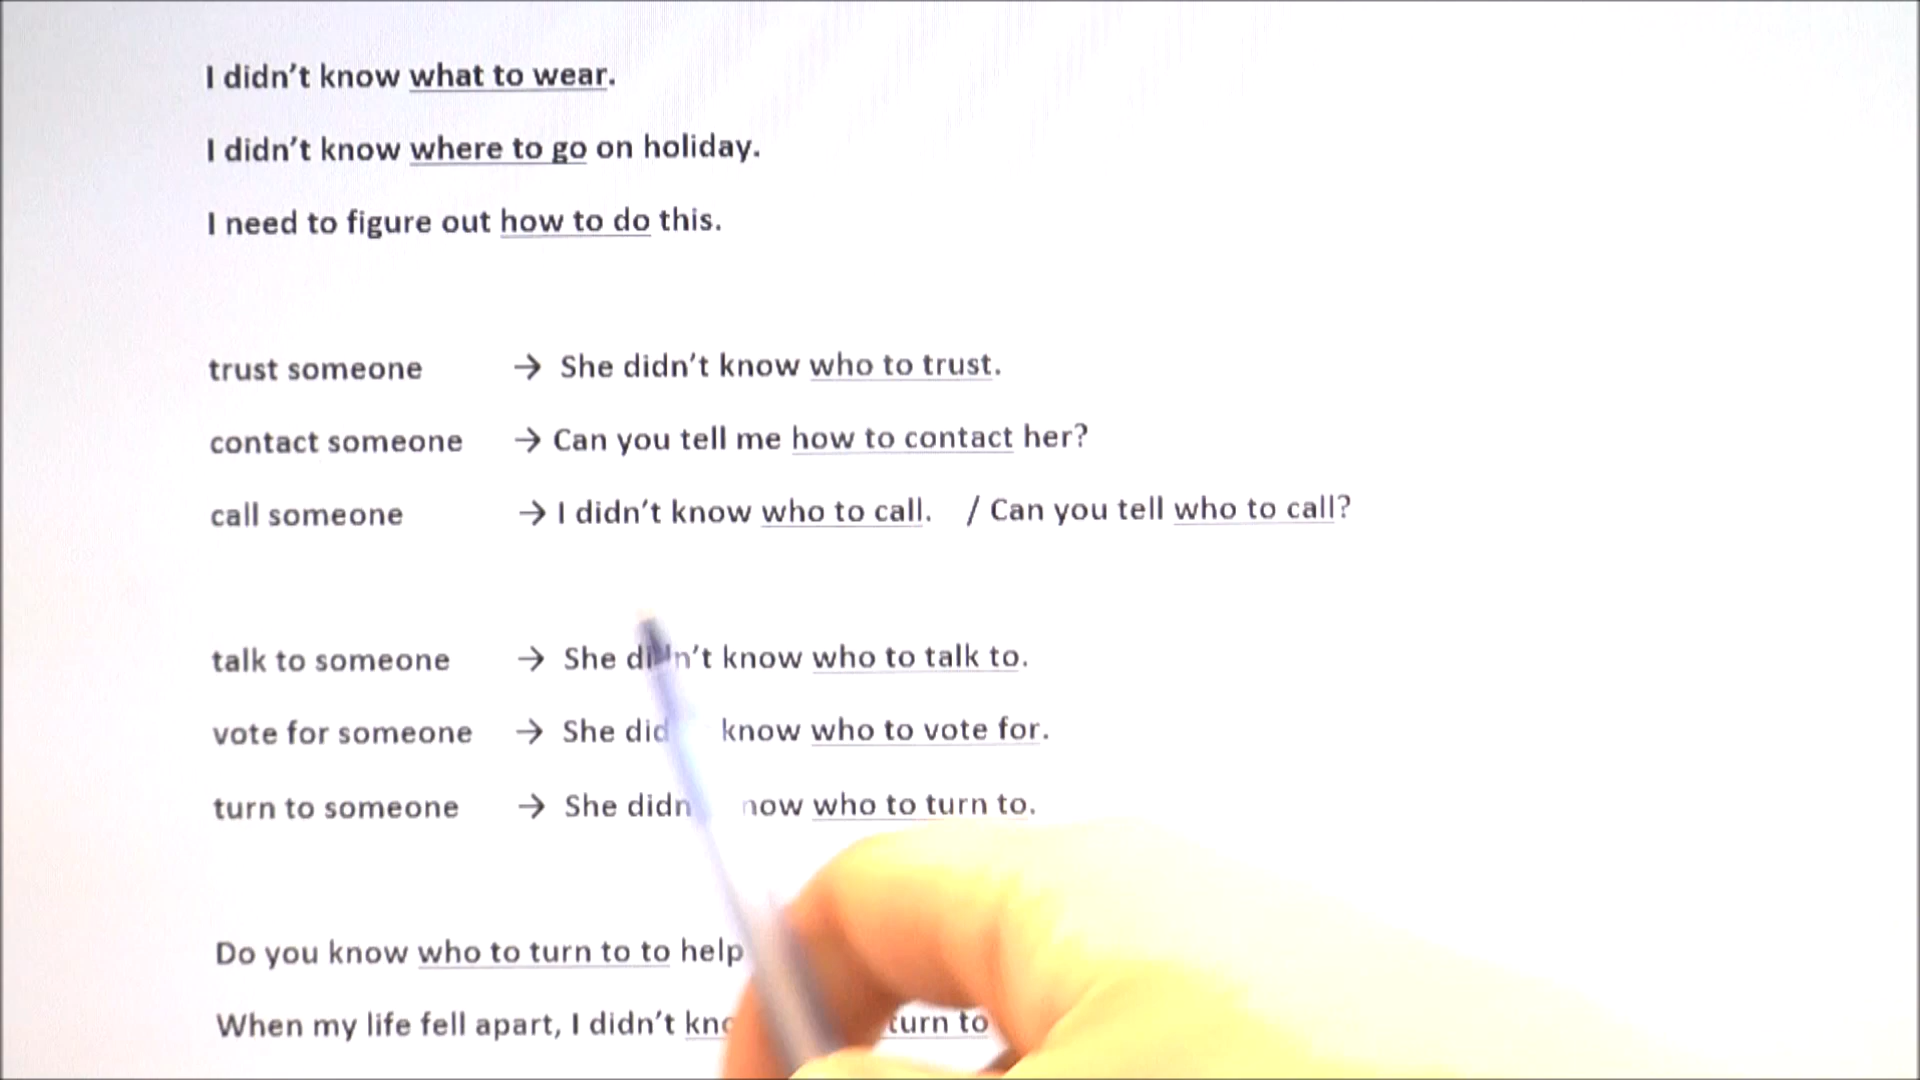 I didn't know what to wear.
I didn't know where to go on holiday.
I need to figure out how to do this.
trust someone → She didn't know who to trust.
contact someone → Can you tell me how to contact her?
call someone → I didn't know who to call. / Can you tell who to call?
talk to someone → She didn't know who to talk to.
vote for someone → She did know who to vote for.
turn to someone → She didn now who to turn to.
Do you know who to turn to to help
When my life fell apart, I didn't turn to